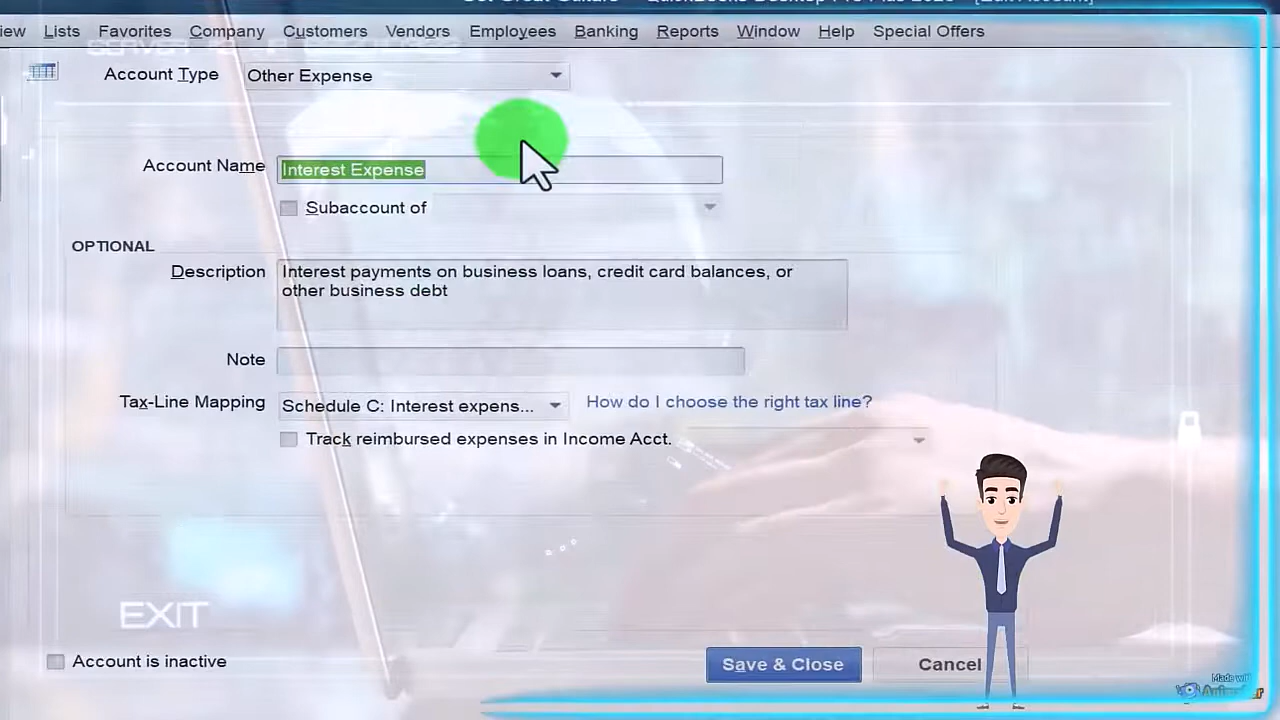 Lists Favorites Company Customers Vendors Employees Banking Reports Window Help Special Offers
Account Type Other Expense
Account Name Interest Expense
Subaccount of
OPTIONAL
Description Interest payments on business loans, credit card balances, or
other business debt
Note
Tax-Line Mapping Schedule C: Interest expens... How do I choose the right tax line?
Track reimbursed expenses in Income Acct.
EXIT
Account is inactive
Save & Close Cancel
Made with